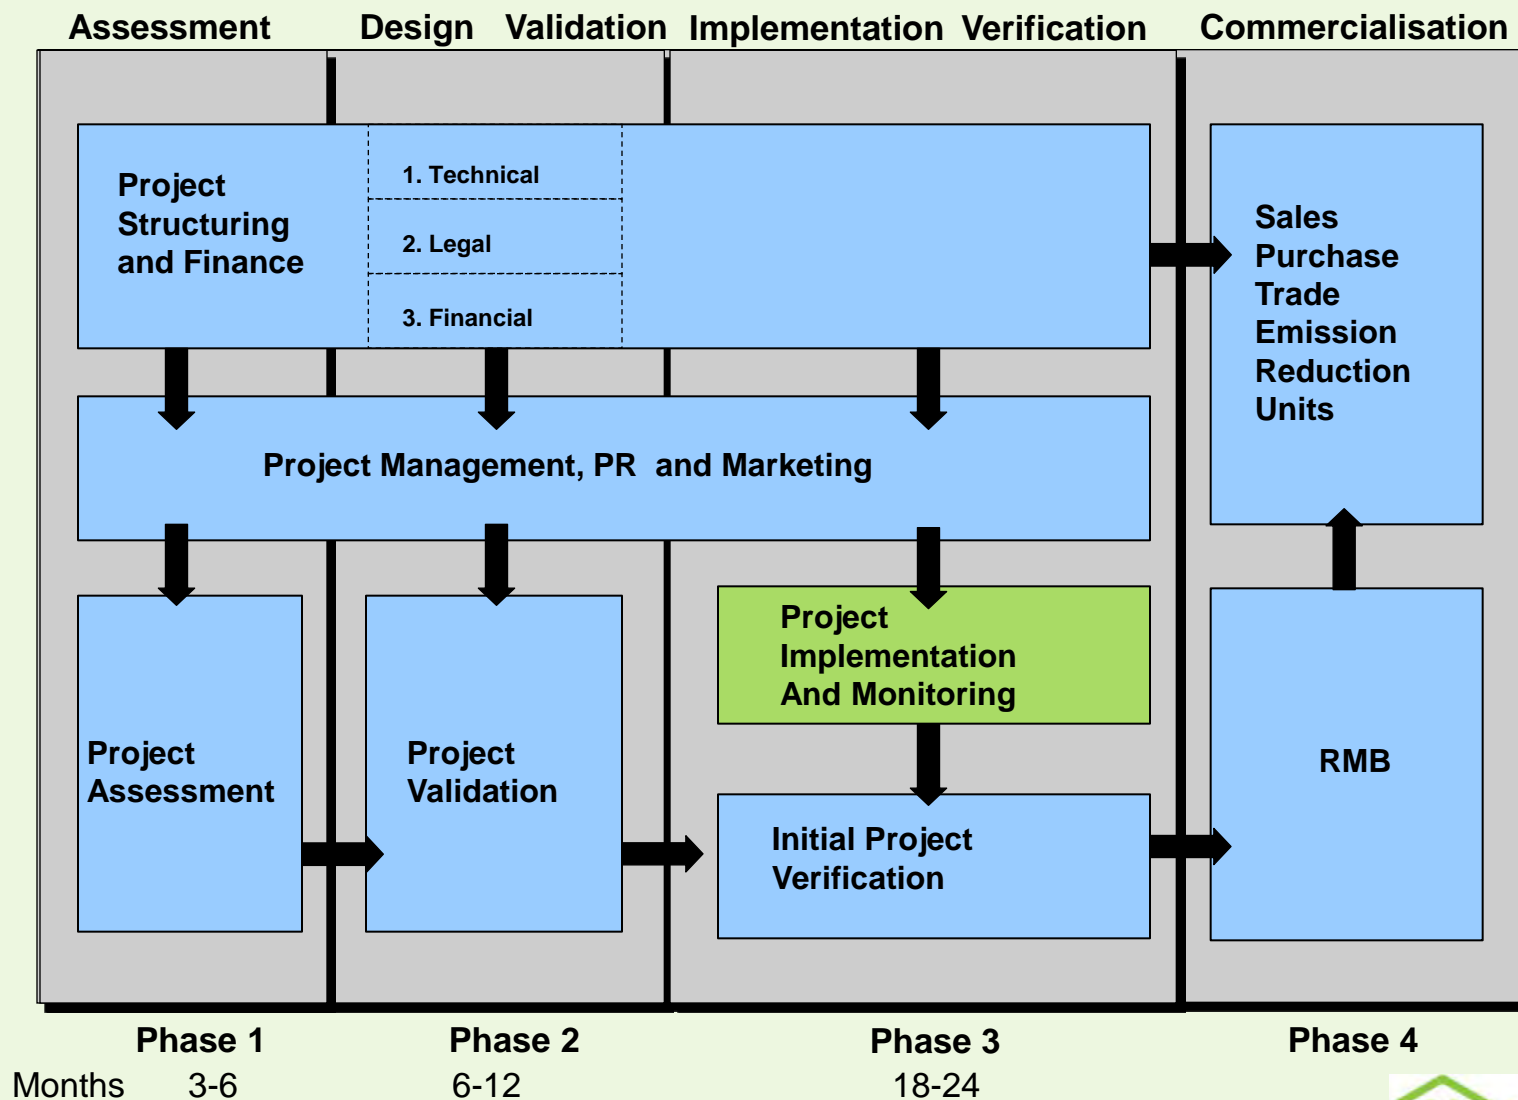 Assessment Design Validation Implementation Verification Commercialisation
Project
Structuring
and Finance
1. Technical
2. Legal
3. Financial
Sales
Purchase
Trade
Emission
Reduction
Units
Project Management, PR and Marketing
Project
Assessment
Project
Validation
Project
Implementation
And Monitoring
Initial Project
Verification
RMB
Phase 1 Phase 2 Phase 3 Phase 4
Months 3-6 6-12 18-24